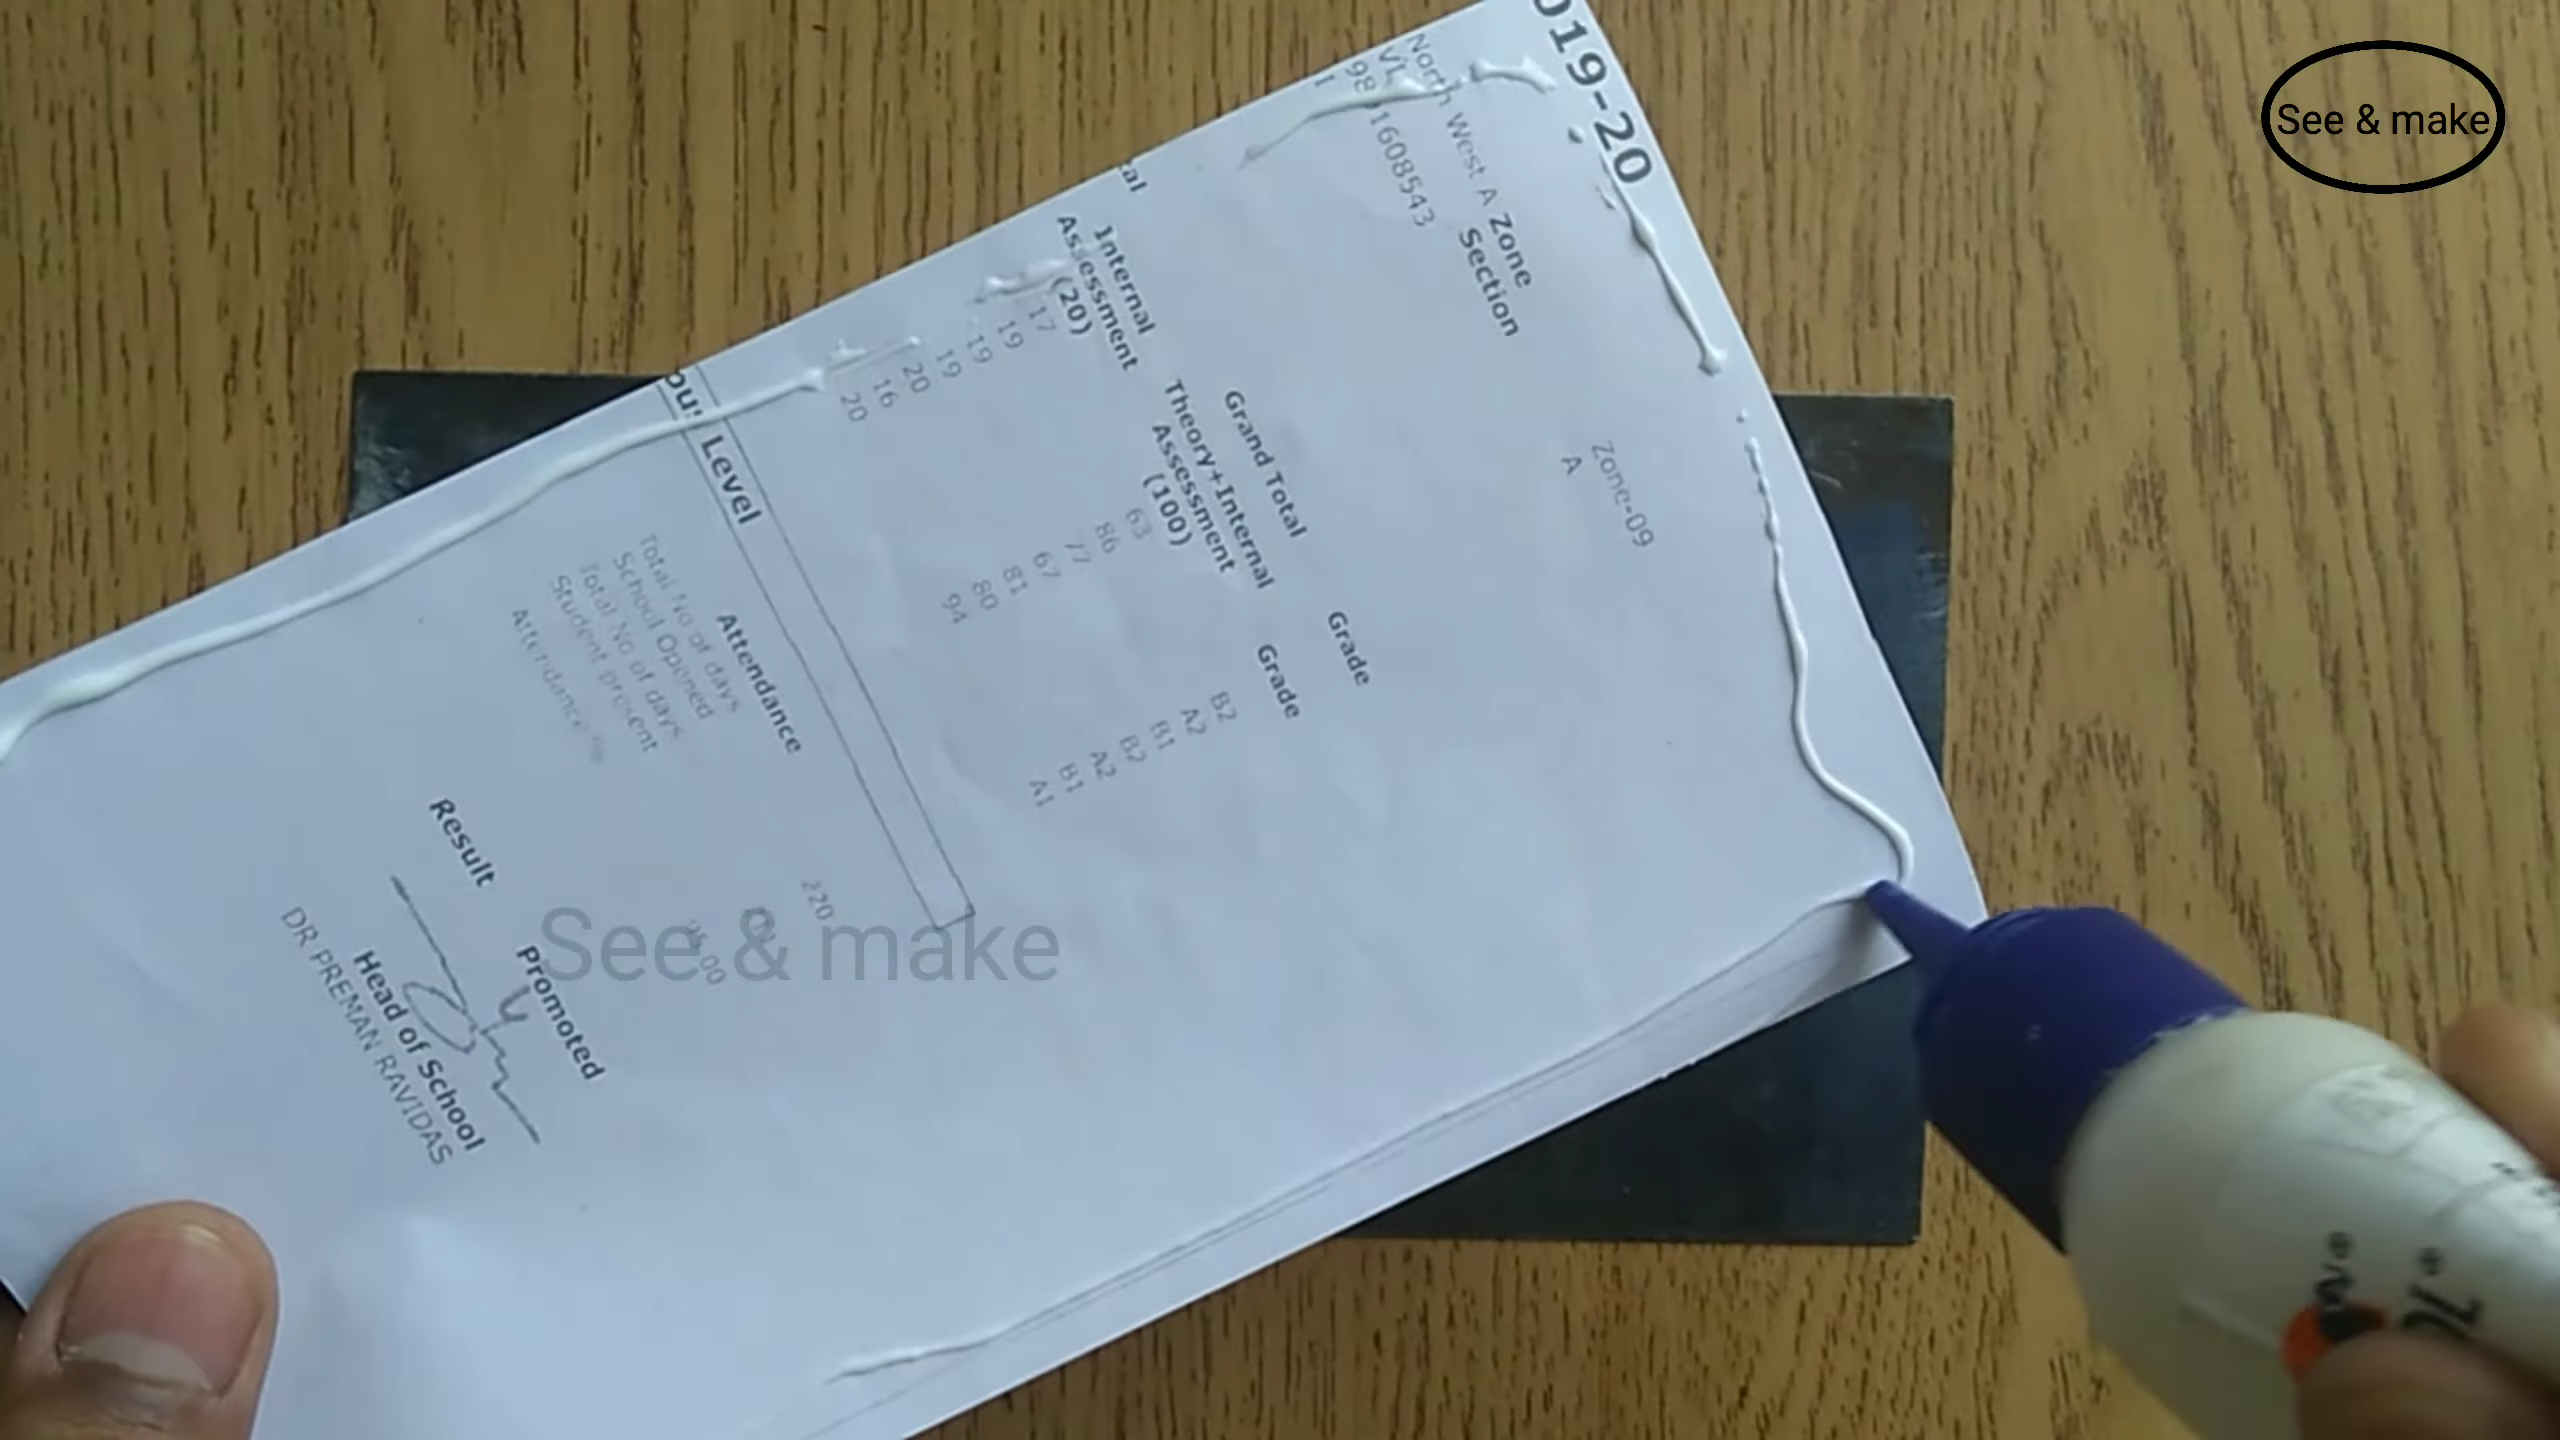 See & make
019-20
North West A Zone
Zone-09
Section
A
1608543
Internal
Assessment
(20)
Grand Total
Theory+Internal
Assessment
(100)
Grade
Grade
17 63 B2
19 86 A2
19 77 B1
19 67 B2
20 81 A2
16 80 B1
20 94 A1
Level
Attendance
Total No of days
School Opened
220
Total No of days
Student present
Attendance %
Result
Promoted
Head of School
DR PREMAN RAVIDAS
See & make